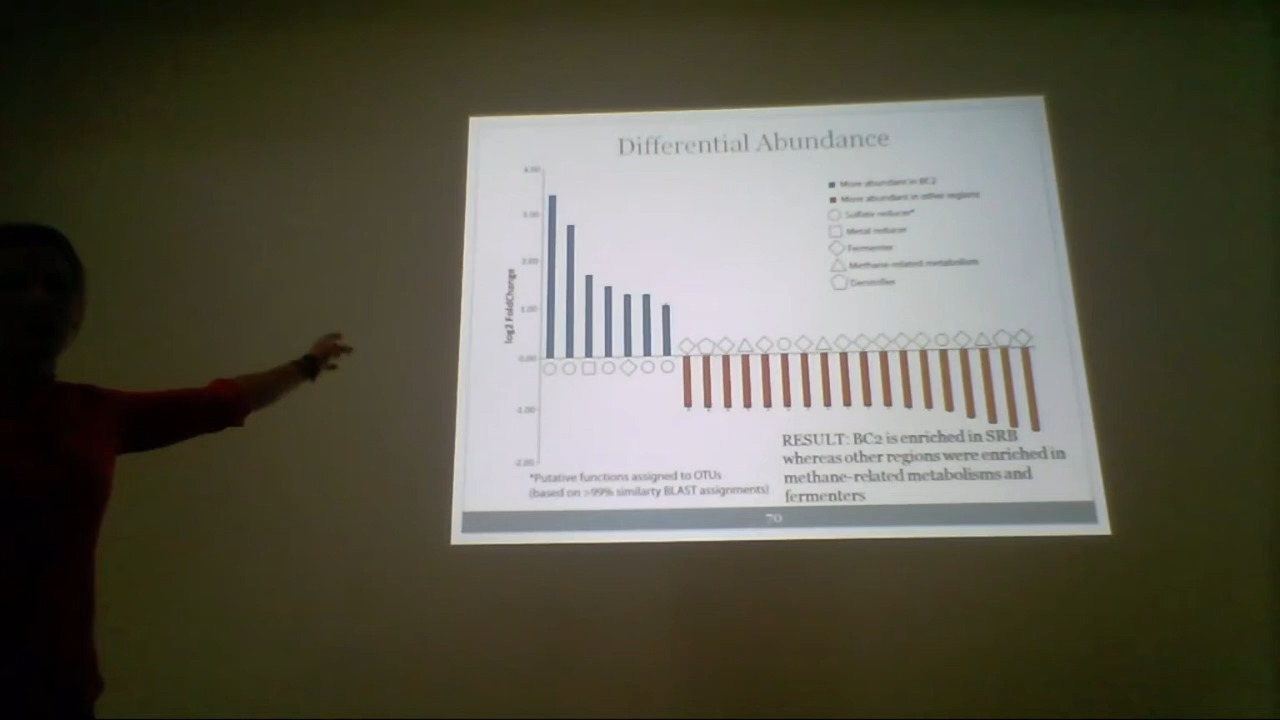 Differential Abundance
4.00
3.00
2.00
1.00
0.00
-1.00
-2.00
log2 FoldChange
More abundant in BC2
More abundant in other regions
Sulfate reducer*
Metal reducer
Fermenter
Methane-related metabolism
Denitrifier
RESULT: BC2 is enriched in SRB
whereas other regions were enriched in
methane-related metabolisms and
fermenters
*Putative functions assigned to OTUs
(based on >99% similarty BLAST assignments)
70